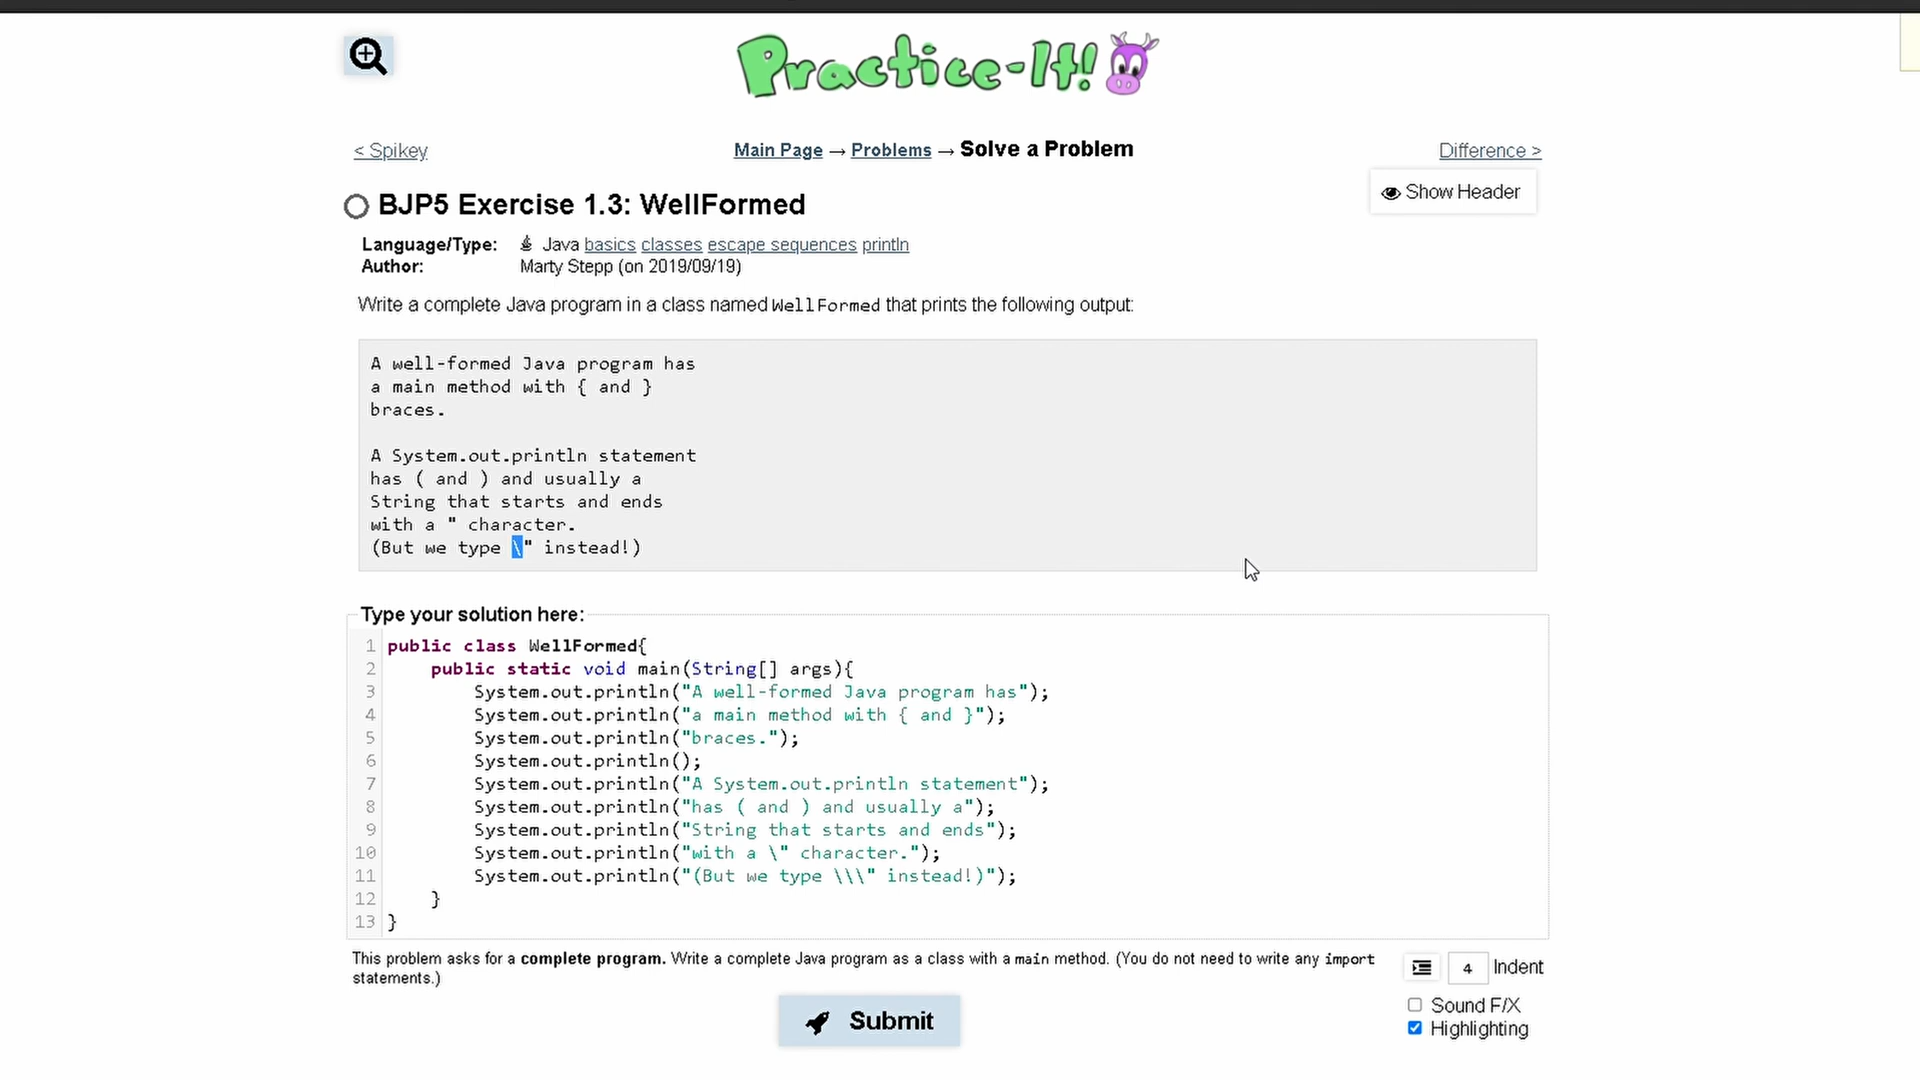 Practice-It!
< Spikey
Main Page → Problems → Solve a Problem
Difference >
Show Header
BJP5 Exercise 1.3: WellFormed
Language/Type: Java basics classes escape sequences println
Author: Marty Stepp (on 2019/09/19)
Write a complete Java program in a class named WellFormed that prints the following output:
A well-formed Java program has
a main method with { and }
braces.
A System.out.println statement
has ( and ) and usually a
String that starts and ends
with a " character.
(But we type \" instead!)
Type your solution here:
1 public class WellFormed{
2     public static void main(String[] args){
3         System.out.println("A well-formed Java program has");
4         System.out.println("a main method with { and }");
5         System.out.println("braces.");
6         System.out.println();
7         System.out.println("A System.out.println statement");
8         System.out.println("has ( and ) and usually a");
9         System.out.println("String that starts and ends");
10         System.out.println("with a \" character.");
11         System.out.println("(But we type \\\" instead!)");
12     }
13 }
This problem asks for a complete program. Write a complete Java program as a class with a main method. (You do not need to write any import
statements.)
4 Indent
Sound F/X
Highlighting
Submit